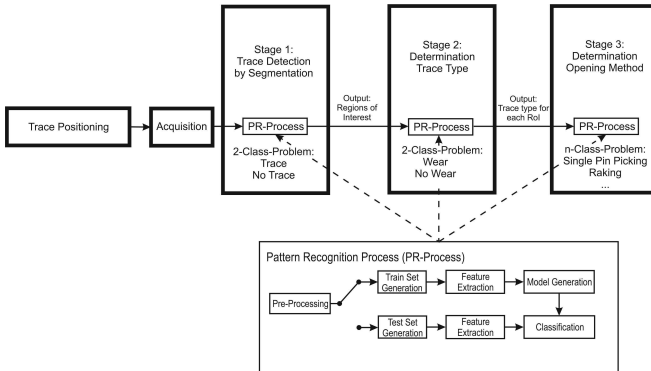 Trace Positioning
Acquisition
Stage 1:
Trace Detection
by Segmentation
PR-Process
2-Class-Problem:
Trace
No Trace
Output:
Regions of
Interest
Stage 2:
Determination
Trace Type
PR-Process
2-Class-Problem:
Wear
No Wear
Output:
Trace type for
each RoI
Stage 3:
Determination
Opening Method
PR-Process
n-Class-Problem:
Single Pin Picking
Raking
...
Pattern Recognition Process (PR-Process)
Pre-Processing
Train Set
Generation
Feature
Extraction
Model Generation
Test Set
Generation
Feature
Extraction
Classification